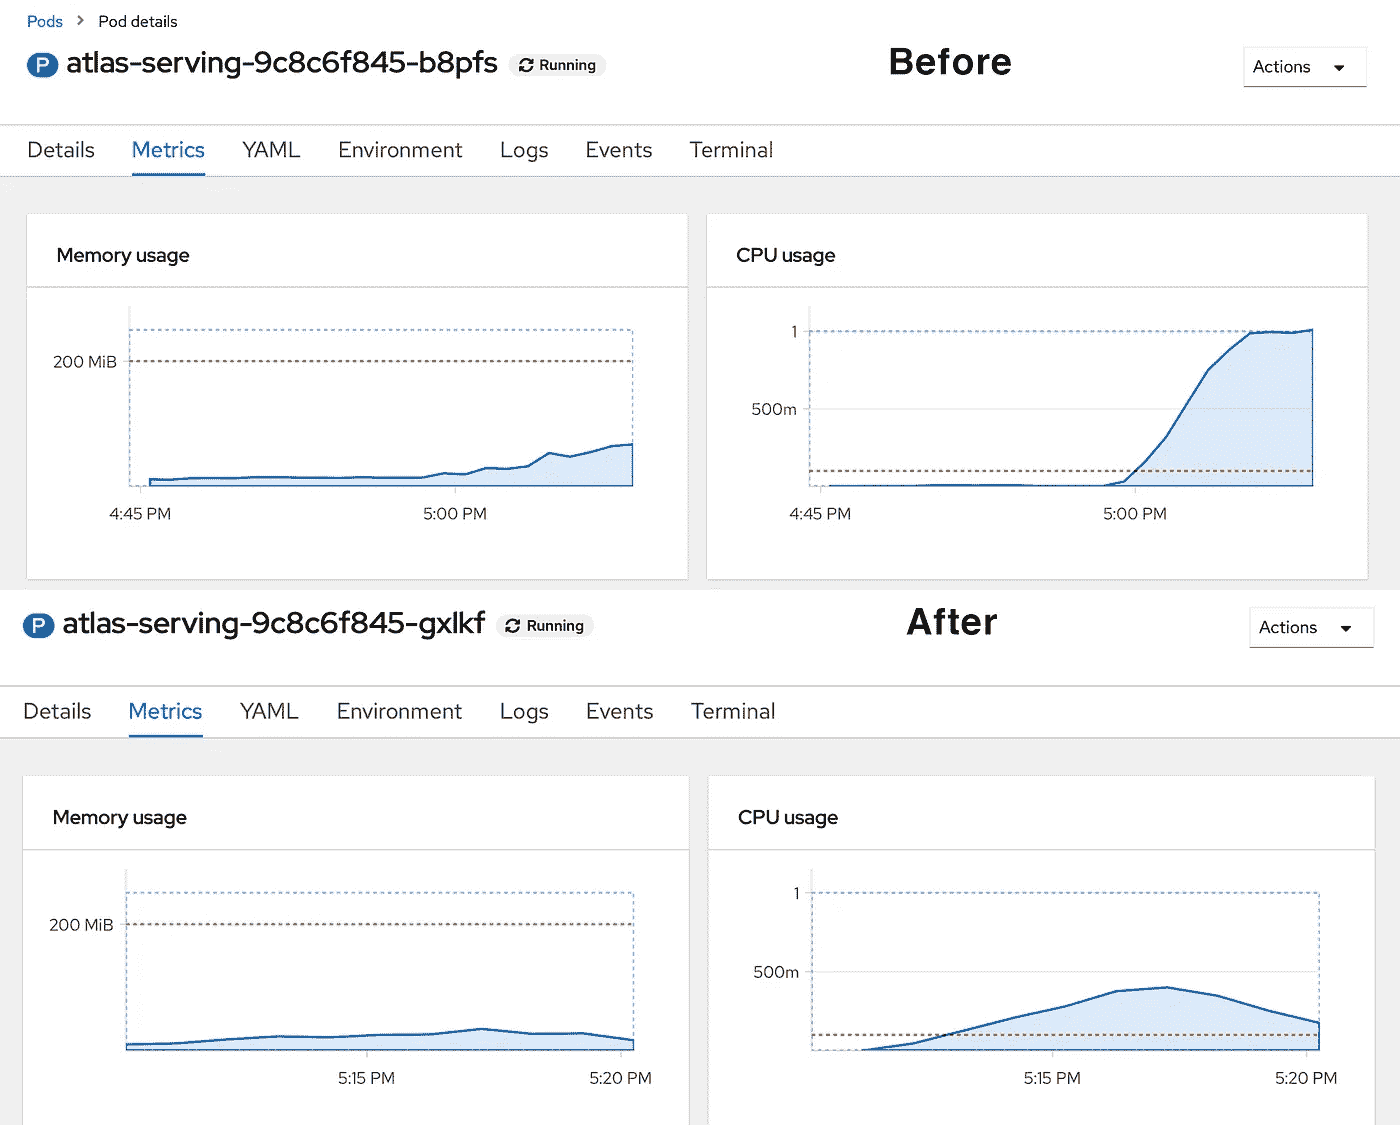 Pods > Pod details
P atlas-serving-9c8c6f845-b8pfs Running Before Actions
Details Metrics YAML Environment Logs Events Terminal
Memory usage
200 MiB
4:45 PM 5:00 PM
CPU usage
1
500m
4:45 PM 5:00 PM
P atlas-serving-9c8c6f845-gxlkf Running After Actions
Details Metrics YAML Environment Logs Events Terminal
Memory usage
200 MiB
5:15 PM 5:20 PM
CPU usage
1
500m
5:15 PM 5:20 PM